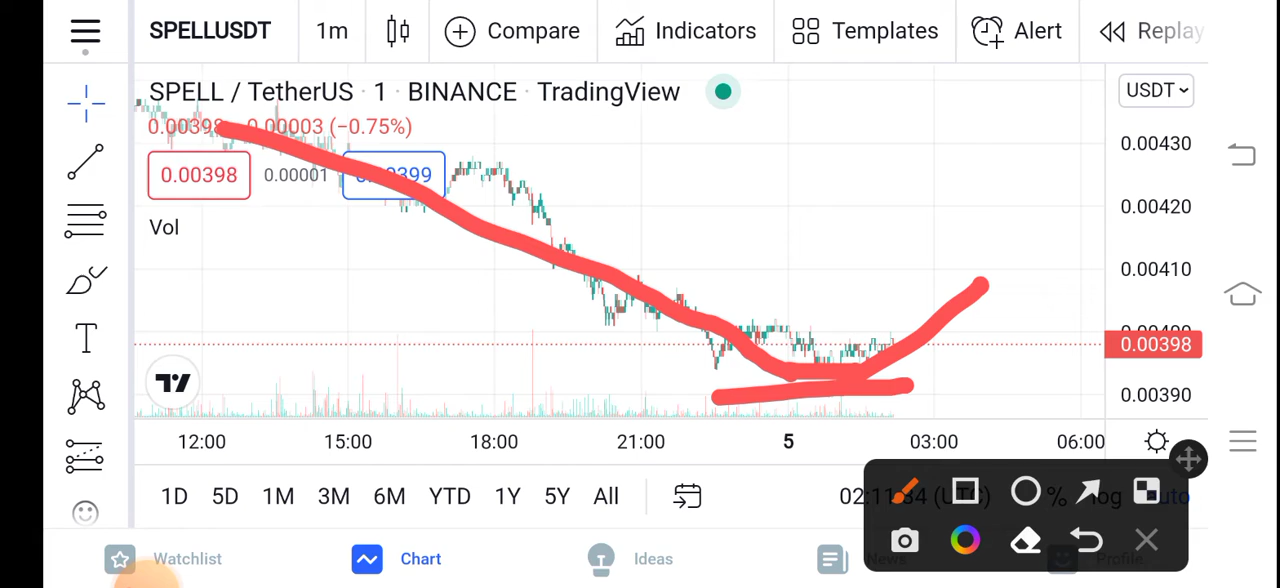 SPELLUSDT 1m Compare Indicators Templates Alert Replay
SPELL / TetherUS · 1 · BINANCE · TradingView
USDT
0.00398 0.00003 (−0.75%)
0.00430
0.00398 0.00001
0.00420
Vol
0.00410
0.00398
0.00390
12:00 15:00 18:00 21:00 5 03:00 06:00
1D 5D 1M 3M 6M YTD 1Y 5Y All % log
Watchlist Chart Ideas